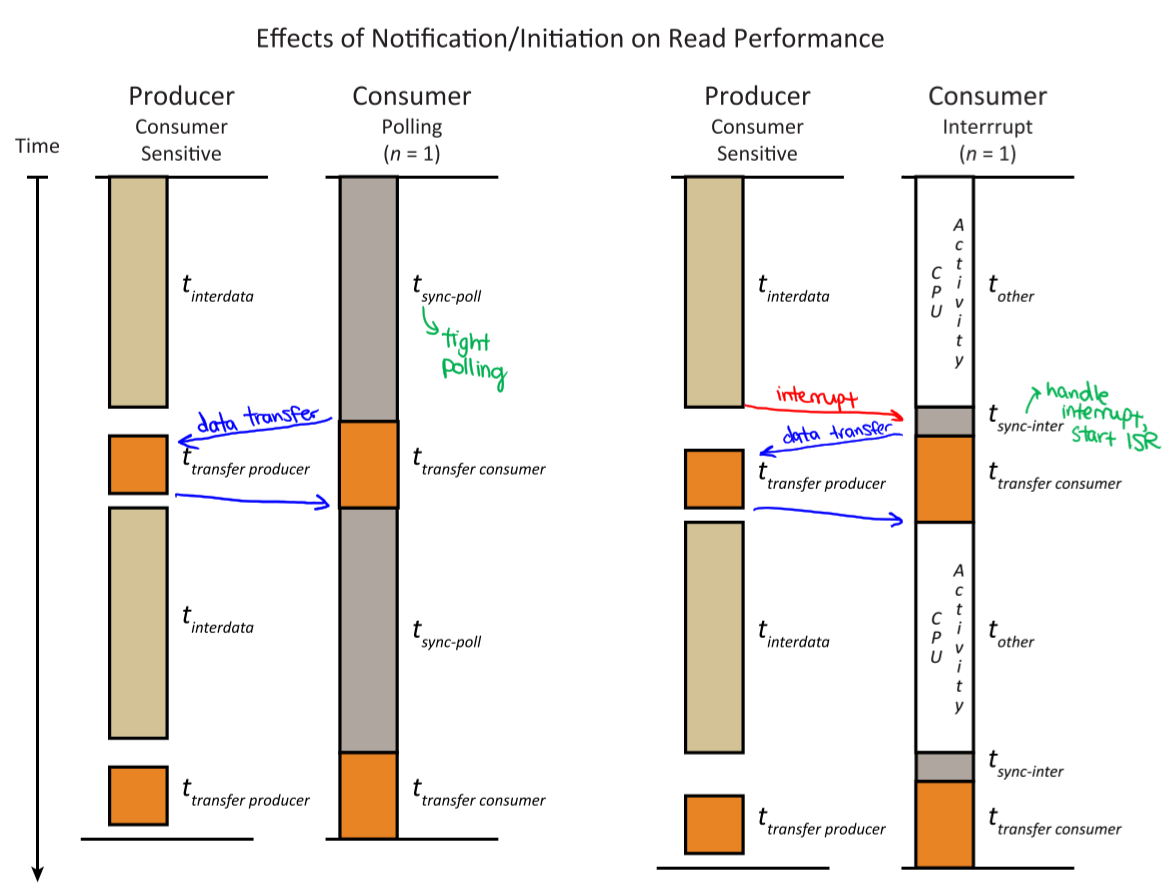 Effects of Notification/Initiation on Read Performance
Producer
Consumer
Sensitive
Consumer
Polling
(n = 1)
Producer
Consumer
Sensitive
Consumer
Interrrupt
(n = 1)
Time
t interdata
t sync-poll
tight
polling
data transfer
t transfer producer
t transfer consumer
t interdata
t sync-poll
t transfer producer
t transfer consumer
t interdata
CPU
Activity
t other
interrupt
t sync-inter
handle
interrupt,
start ISR
data transfer
t transfer producer
t transfer consumer
t interdata
CPU
Activity
t other
t sync-inter
t transfer producer
t transfer consumer